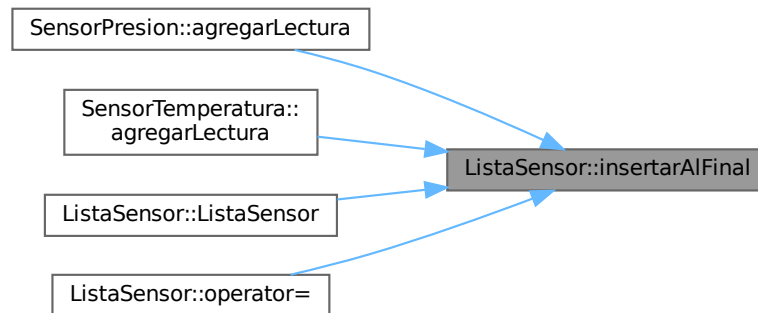 SensorPresion::agregarLectura
SensorTemperatura::
agregarLectura
ListaSensor::insertarAlFinal
ListaSensor::ListaSensor
ListaSensor::operator=